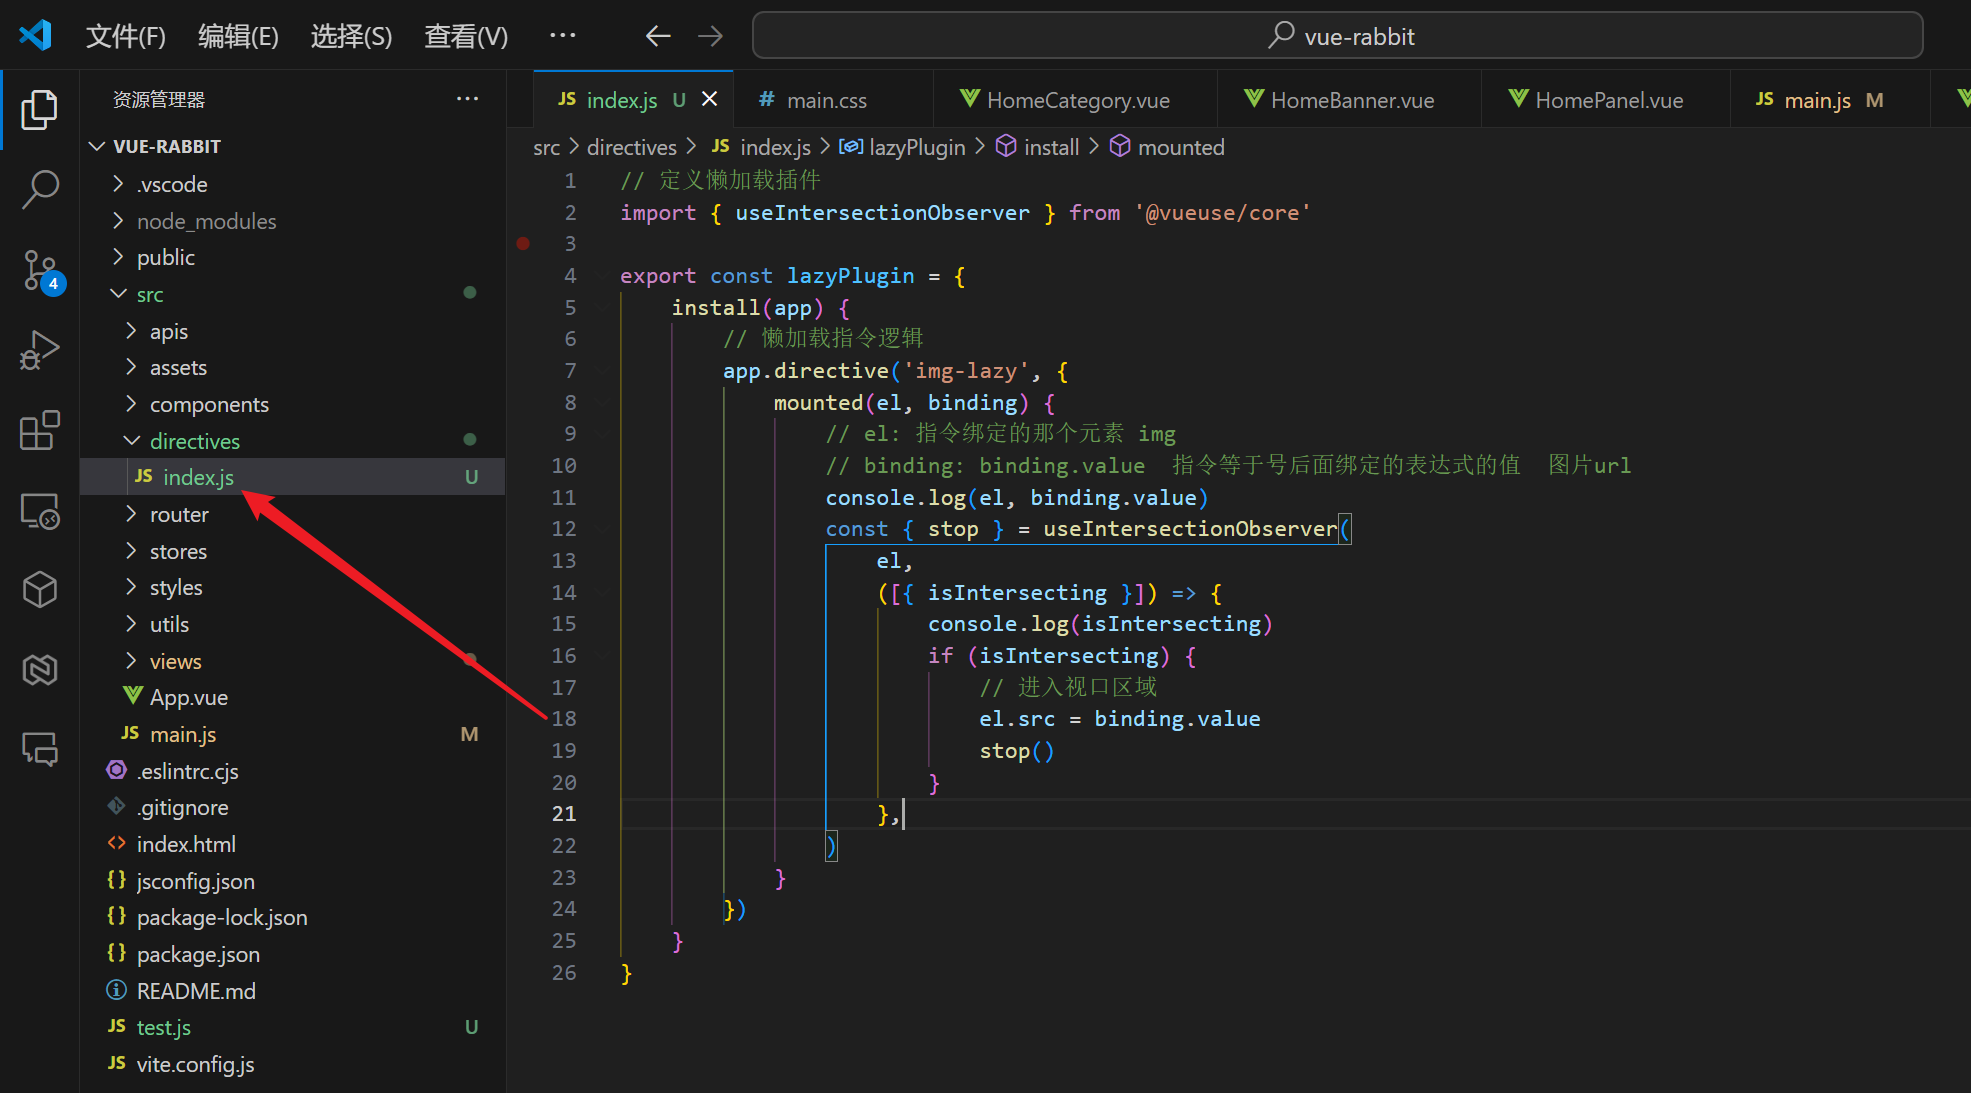 文件(F) 编辑(E) 选择(S) 查看(V) ··· vue-rabbit
资源管理器 ···
VUE-RABBIT
.vscode
node_modules
public
4
src
apis
assets
components
directives
JS index.js U
router
stores
styles
utils
views
App.vue
JS main.js M
.eslintrc.cjs
.gitignore
index.html
{} jsconfig.json
{} package-lock.json
{} package.json
README.md
JS test.js U
JS vite.config.js
JS index.js U
# main.css
HomeCategory.vue
HomeBanner.vue
HomePanel.vue
JS main.js M
src > directives > JS index.js > lazyPlugin > install > mounted
1 // 定义懒加载插件
2 import { useIntersectionObserver } from '@vueuse/core'
3
4 export const lazyPlugin = {
5 install(app) {
6 // 懒加载指令逻辑
7 app.directive('img-lazy', {
8 mounted(el, binding) {
9 // el: 指令绑定的那个元素 img
10 // binding: binding.value 指令等于号后面绑定的表达式的值 图片url
11 console.log(el, binding.value)
12 const { stop } = useIntersectionObserver(
13 el,
14 ([{ isIntersecting }]) => {
15 console.log(isIntersecting)
16 if (isIntersecting) {
17 // 进入视口区域
18 el.src = binding.value
19 stop()
20 }
21 },
22 )
23 }
24 })
25 }
26 }